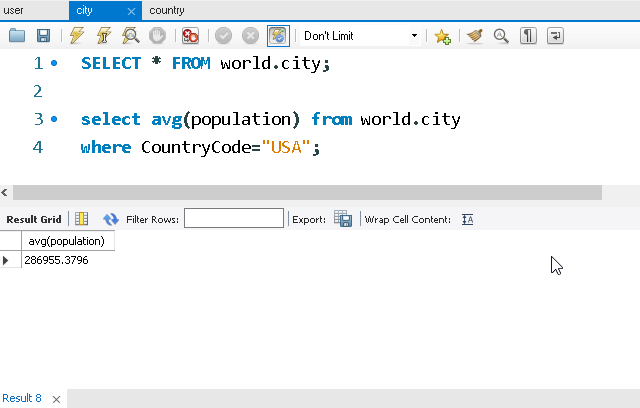 user city × country
Don't Limit
1 SELECT * FROM world.city;
2
3 select avg(population) from world.city
4 where CountryCode="USA";
Result Grid Filter Rows: Export: Wrap Cell Content: IA
avg(population)
286955.3796
Result 8 ×